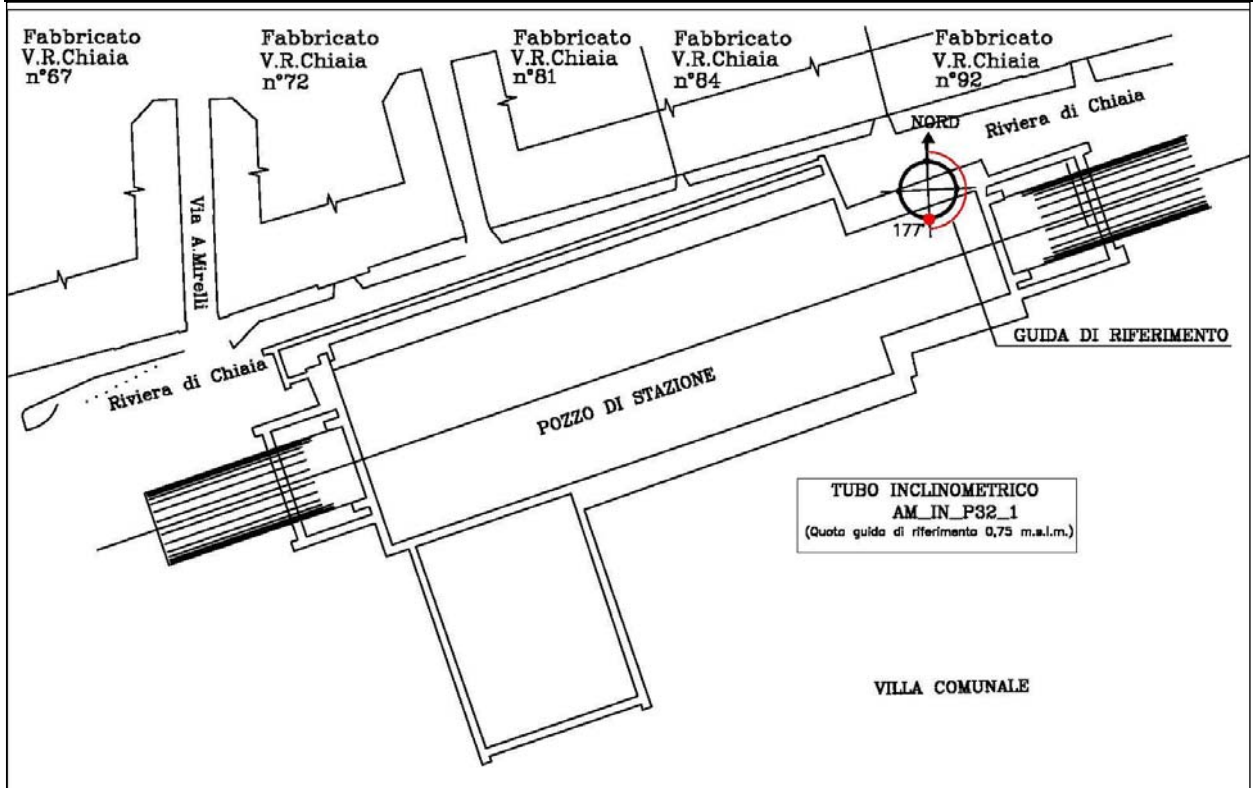 Fabbricato
V.R.Chiaia
n°67
Fabbricato
V.R.Chiaia
n°72
Fabbricato
V.R.Chiaia
n°81
Fabbricato
V.R.Chiaia
n°84
Fabbricato
V.R.Chiaia
n°92
NORD
Riviera di Chiaia
Via A.Mirelli
177°
GUIDA DI RIFERIMENTO
Riviera di Chiaia
POZZO DI STAZIONE
TUBO INCLINOMETRICO
AM_IN_P32_1
(Quota guida di riferimento 0,75 m.s.l.m.)
VILLA COMUNALE